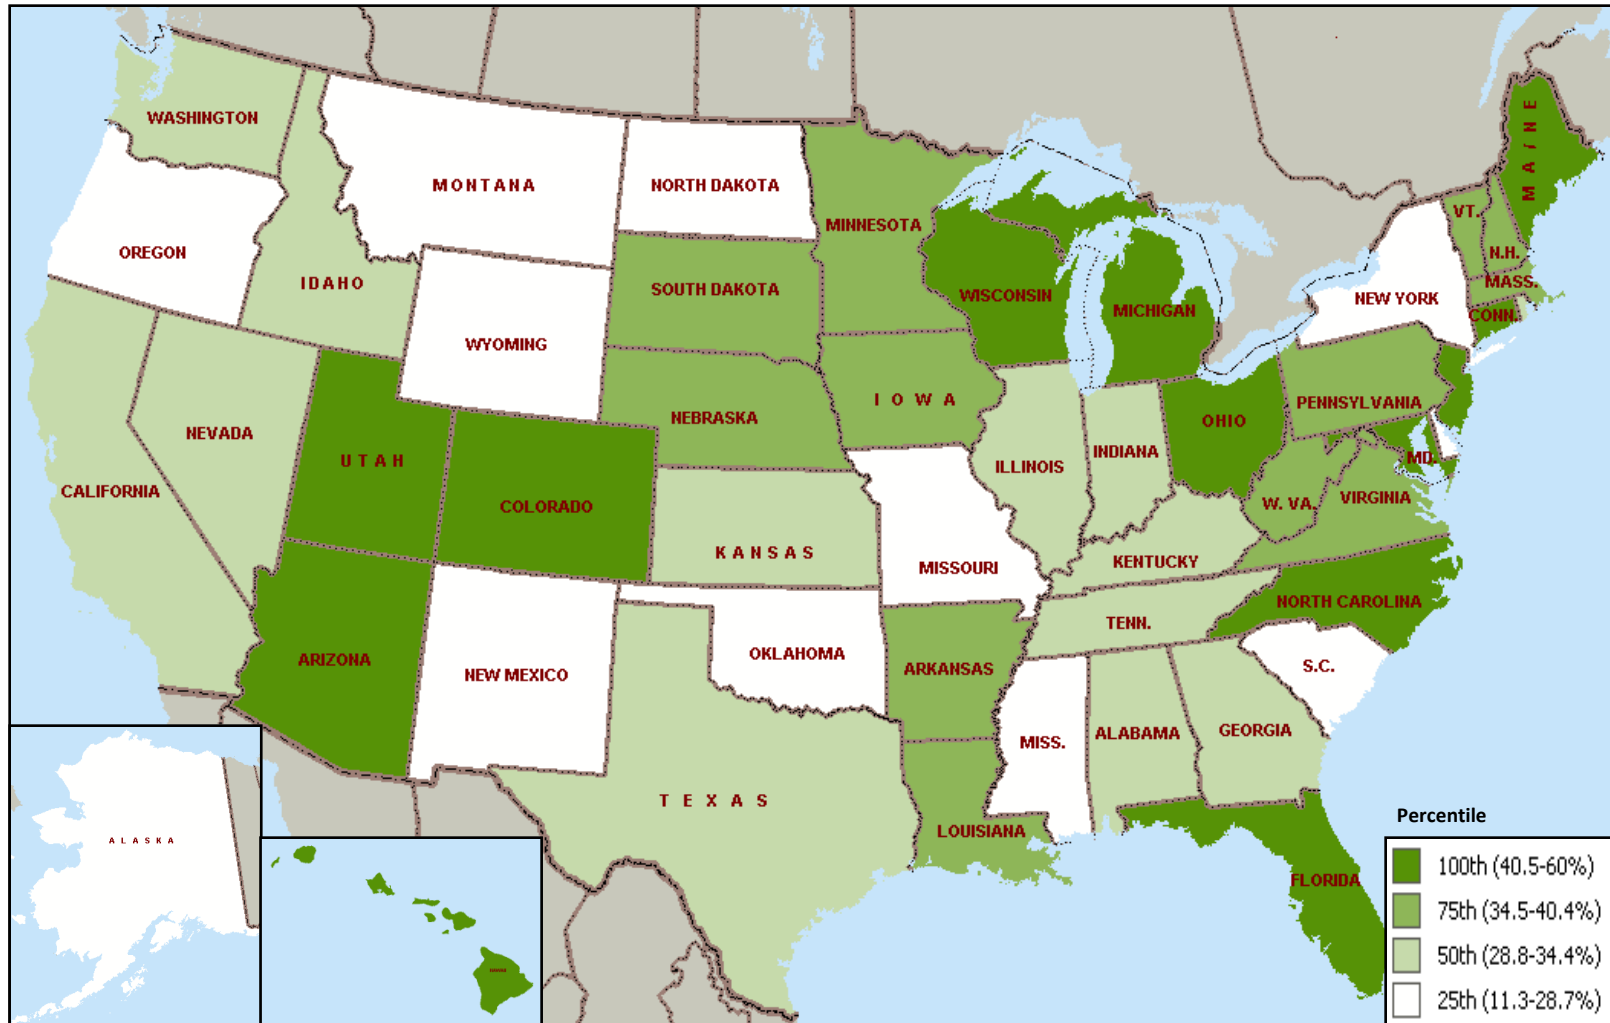 WASHINGTON
MONTANA
NORTH DAKOTA
MINNESOTA
MAINE
VT.
N.H.
MASS.
CONN.
OREGON
IDAHO
SOUTH DAKOTA
WISCONSIN
MICHIGAN
NEW YORK
WYOMING
NEBRASKA
IOWA
PENNSYLVANIA
NEVADA
UTAH
COLORADO
ILLINOIS
INDIANA
OHIO
MD.
CALIFORNIA
KANSAS
MISSOURI
KENTUCKY
W. VA.
VIRGINIA
ARIZONA
NEW MEXICO
OKLAHOMA
ARKANSAS
TENN.
NORTH CAROLINA
S.C.
TEXAS
LOUISIANA
MISS.
ALABAMA
GEORGIA
FLORIDA
ALASKA
HAWAII
Percentile
100th (40.5-60%)
75th (34.5-40.4%)
50th (28.8-34.4%)
25th (11.3-28.7%)